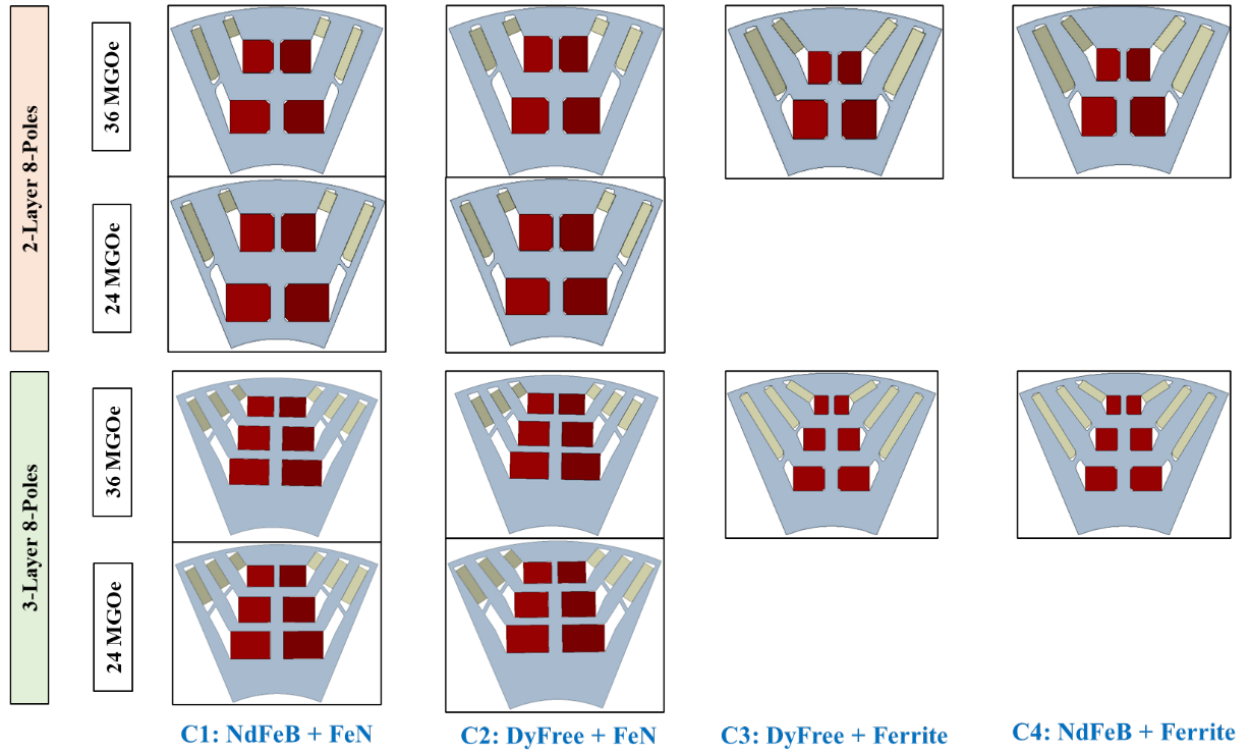 2-Layer 8-Poles
36 MGOe
24 MGOe
3-Layer 8-Poles
36 MGOe
24 MGOe
C1: NdFeB + FeN
C2: DyFree + FeN
C3: DyFree + Ferrite
C4: NdFeB + Ferrite